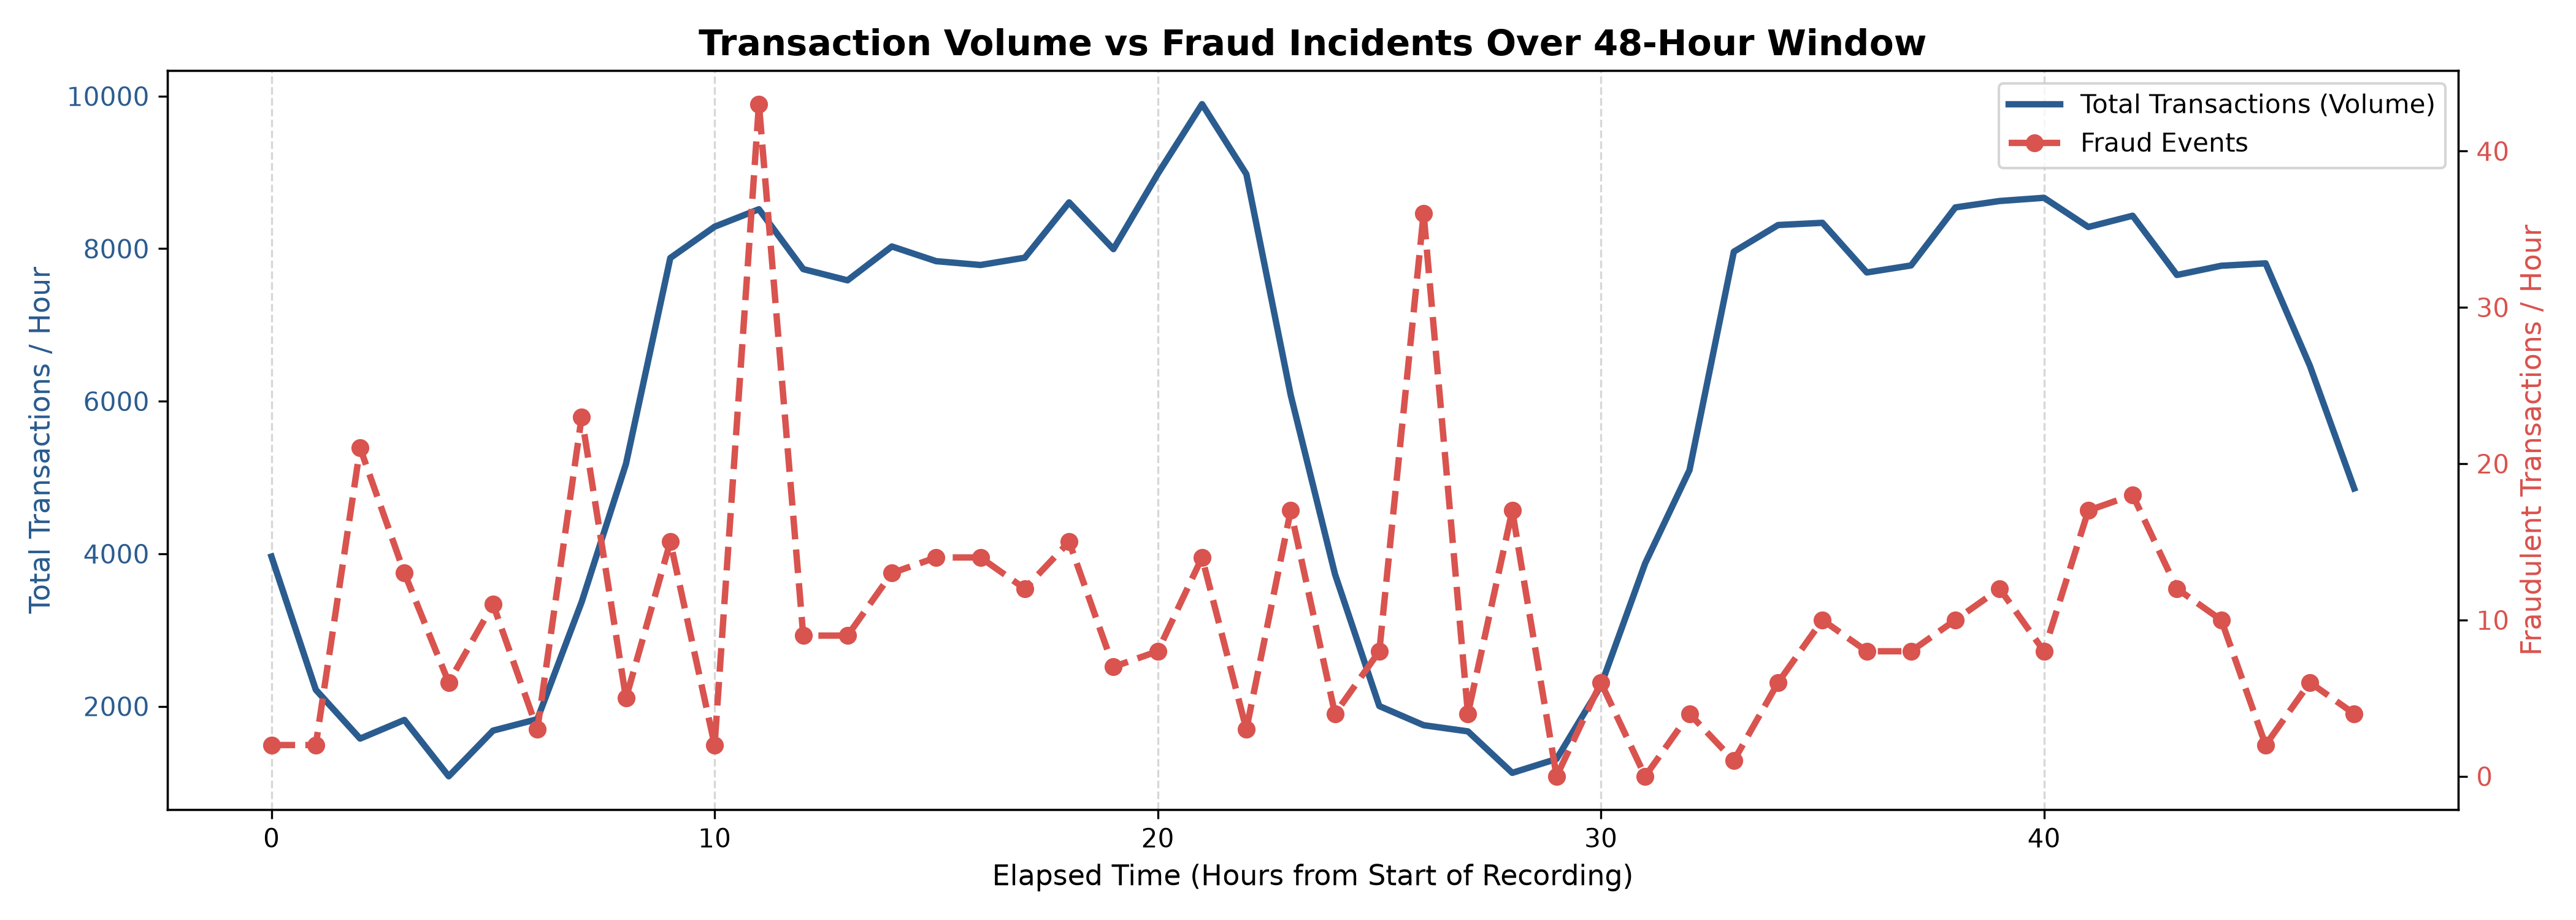 Transaction Volume vs Fraud Incidents Over 48-Hour Window
Total Transactions / Hour
10000
8000
6000
4000
2000
Total Transactions (Volume)
Fraud Events
40
30
20
10
0
Fraudulent Transactions / Hour
0 10 20 30 40
Elapsed Time (Hours from Start of Recording)